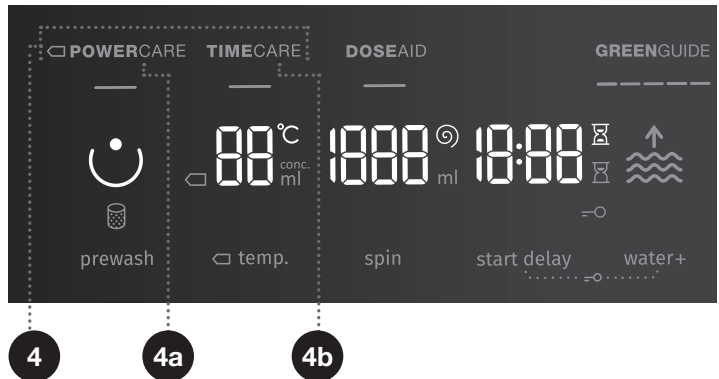 POWERCARE TIMECARE DOSEAID GREENGUIDE
88 °C 1888 18:88
conc.
ml ml
prewash temp. spin start delay water+
4 4a 4b